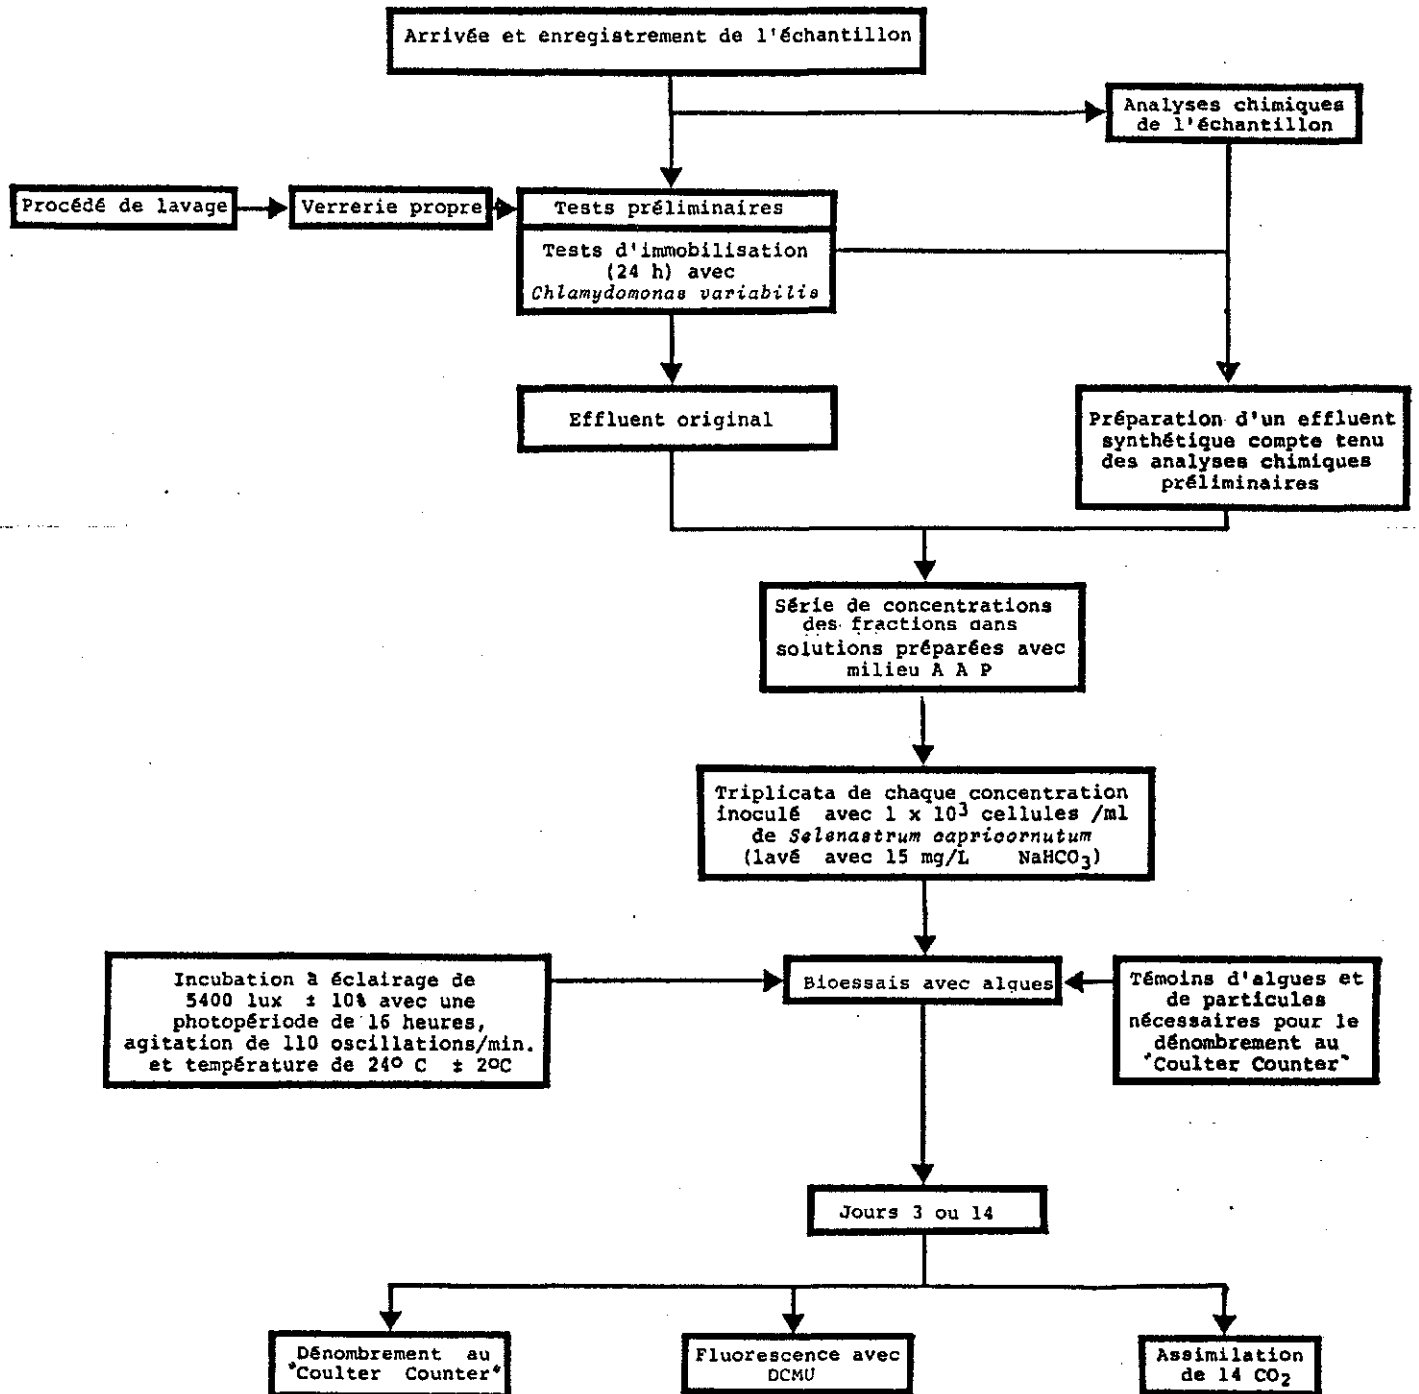 Arrivée et enregistrement de l'échantillon
Analyses chimiques
de l'échantillon
Procédé de lavage
Verrerie propre
Tests préliminaires
Tests d'immobilisation
(24 h) avec
Chlamydomonas variabilis
Effluent original
Préparation d'un effluent
synthétique compte tenu
des analyses chimiques
préliminaires
Série de concentrations
des fractions dans
solutions préparées avec
milieu A A P
Triplicata de chaque concentration
inoculé avec 1 x 10³ cellules /ml
de Selenastrum capricornutum
(lavé avec 15 mg/L NaHCO₃)
Incubation à éclairage de
5400 lux ± 10% avec une
photopériode de 16 heures,
agitation de 110 oscillations/min.
et température de 24° C ± 2°C
Bioessais avec algues
Témoins d'algues et
de particules
nécessaires pour le
dénombrement au
"Coulter Counter"
Jours 3 ou 14
Dénombrement au
"Coulter Counter"
Fluorescence avec
DCMU
Assimilation
de 14 CO₂